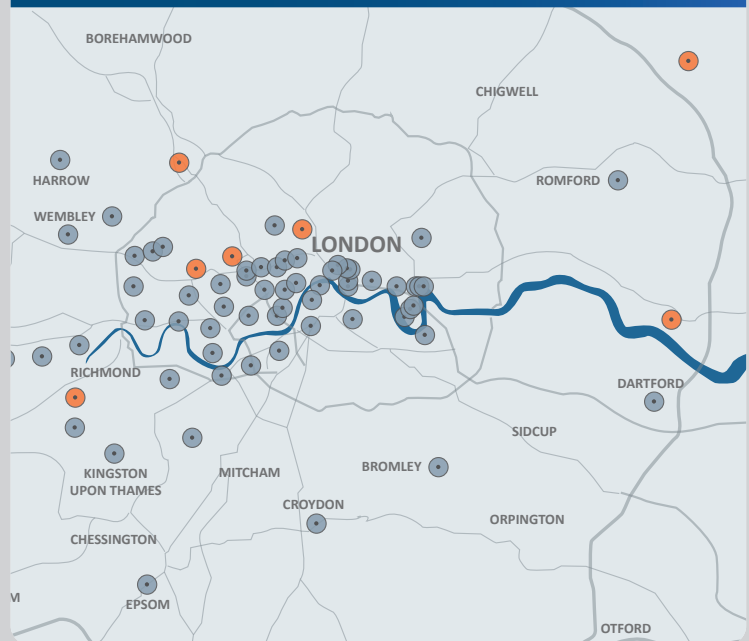 BOREHAMWOOD
CHIGWELL
HARROW
ROMFORD
WEMBLEY
LONDON
RICHMOND
DARTFORD
SIDCUP
BROMLEY
KINGSTON
UPON THAMES
MITCHAM
CROYDON
ORPINGTON
CHESSINGTON
M
EPSOM
OTFORD